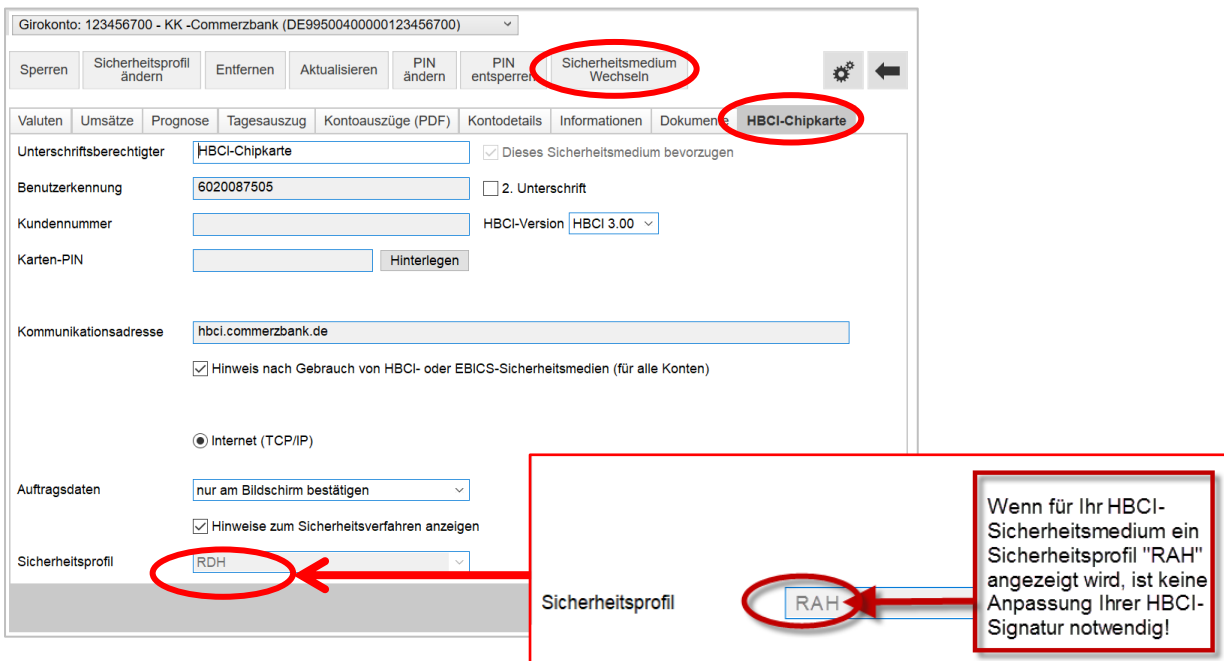 Girokonto: 123456700 - KK -Commerzbank (DE99500400000123456700)
Sperren
Sicherheitsprofil
ändern
Entfernen
Aktualisieren
PIN
ändern
PIN
entsperren
Sicherheitsmedium
Wechseln
Valuten Umsätze Prognose Tagesauszug Kontoauszüge (PDF) Kontodetails Informationen Dokumente HBCI-Chipkarte
Unterschriftsberechtigter HBCI-Chipkarte Dieses Sicherheitsmedium bevorzugen
Benutzerkennung 6020087505 2. Unterschrift
Kundennummer HBCI-Version HBCI 3.00
Karten-PIN Hinterlegen
Kommunikationsadresse hbci.commerzbank.de
Hinweis nach Gebrauch von HBCI- oder EBICS-Sicherheitsmedien (für alle Konten)
Internet (TCP/IP)
Auftragsdaten nur am Bildschirm bestätigen
Hinweise zum Sicherheitsverfahren anzeigen
Sicherheitsprofil RDH
Sicherheitsprofil RAH
Wenn für Ihr HBCI-
Sicherheitsmedium ein
Sicherheitsprofil "RAH"
angezeigt wird, ist keine
Anpassung Ihrer HBCI-
Signatur notwendig!